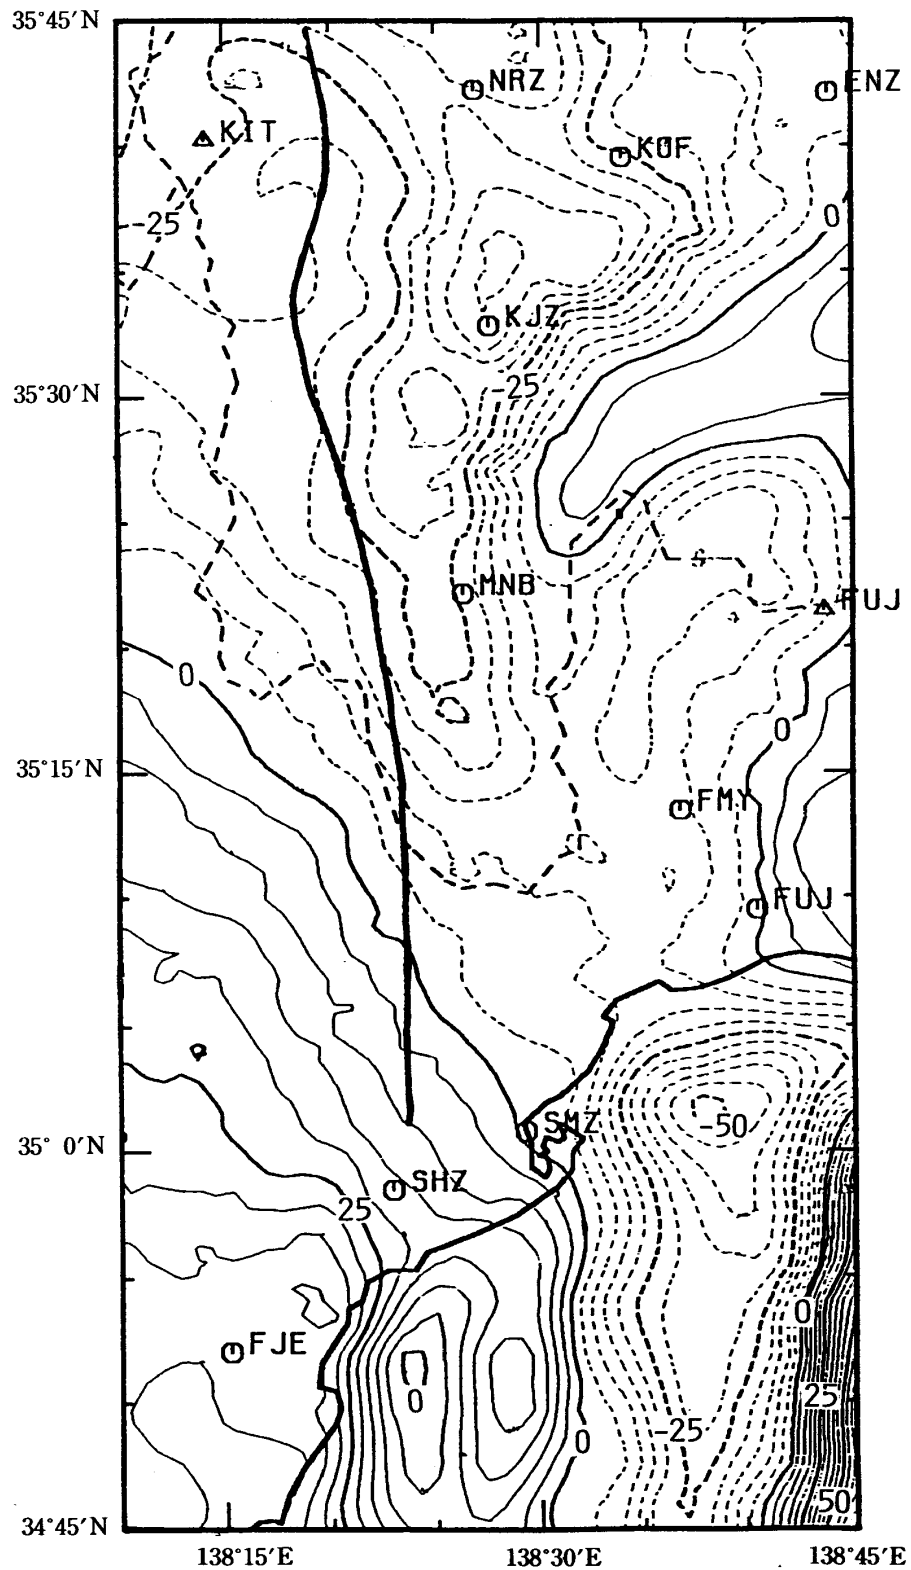 35°45′N
NRZ
ENZ
KIT
KOF
-25
0
KJZ
-25
35°30′N
MNB
FUJ
0
0
35°15′N
FMY
FUJ
SMZ
-50
35° 0′N
SHZ
25
0
FJE
0
25
0
-25
50
34°45′N
138°15′E
138°30′E
138°45′E